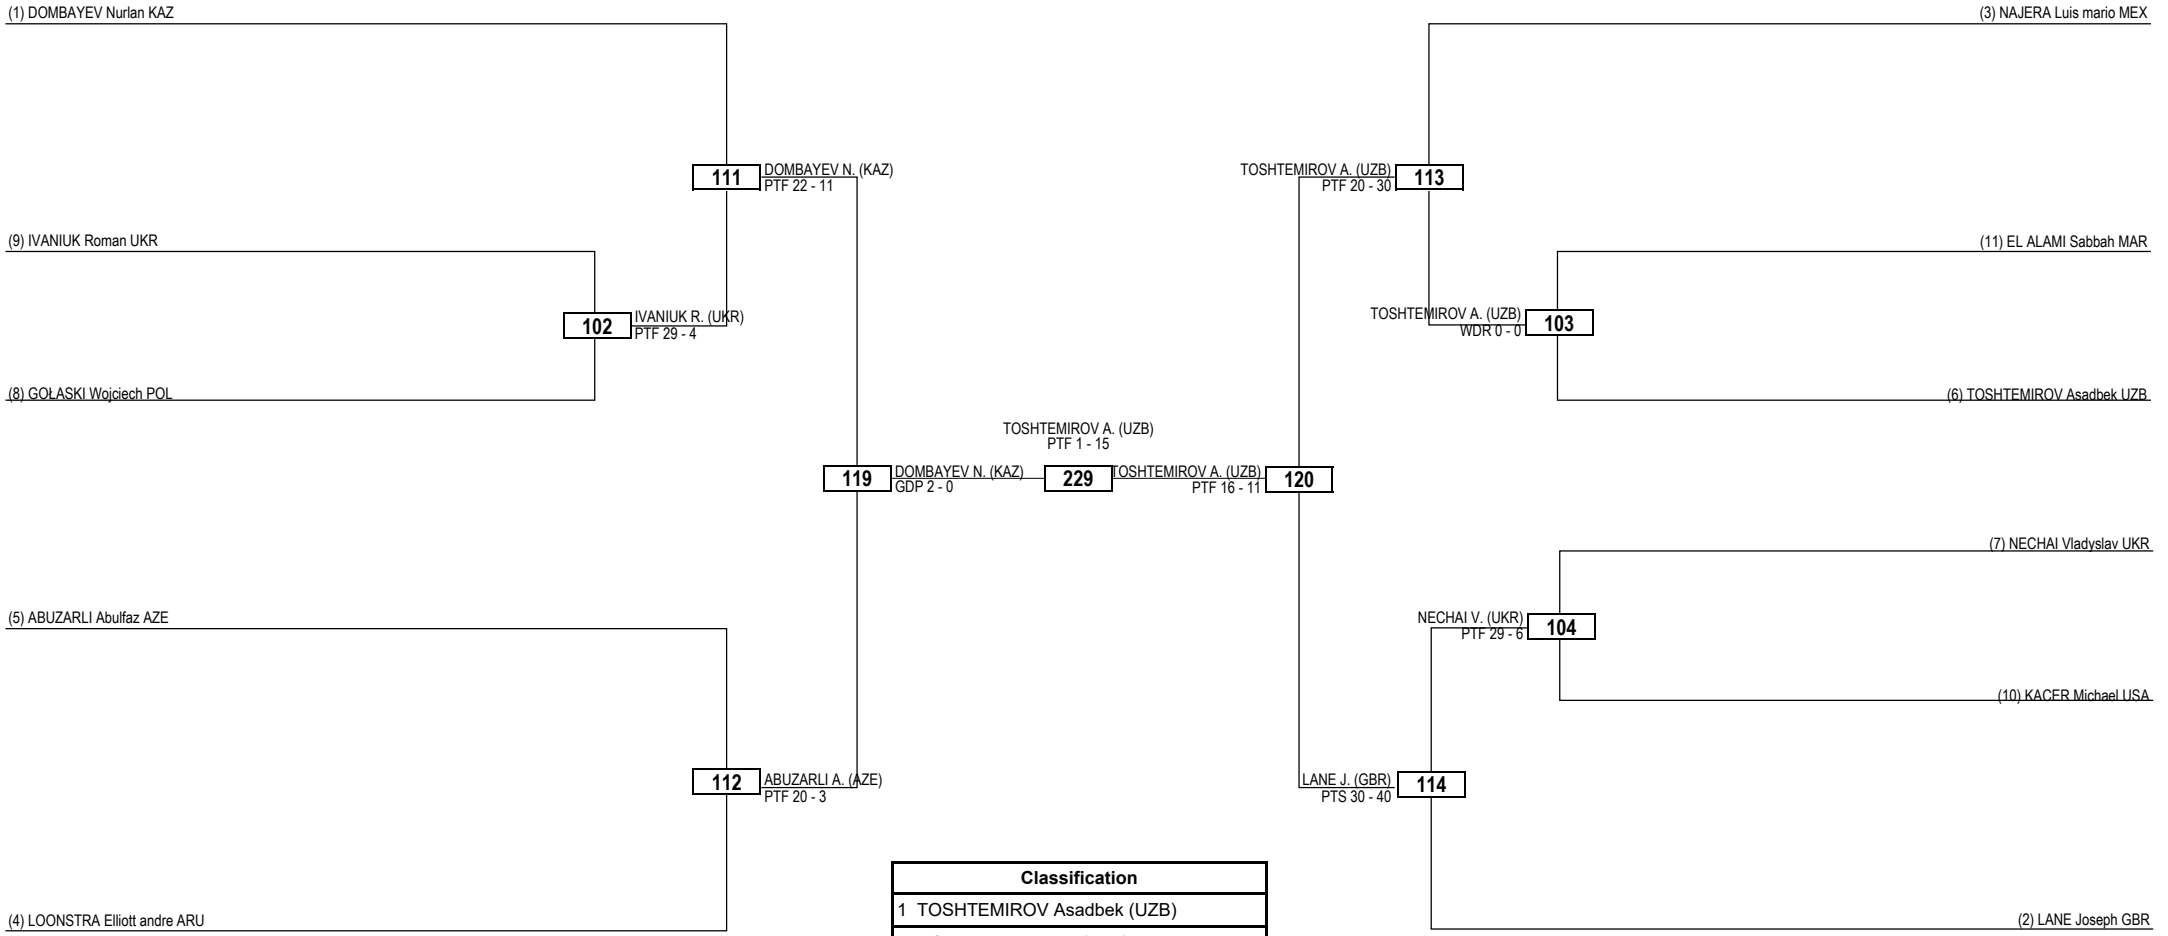 (1) DOMBAYEV Nurlan KAZ
(3) NAJERA Luis mario MEX
111
DOMBAYEV N. (KAZ)
PTF 22 - 11
TOSHTEMIROV A. (UZB)
PTF 20 - 30
113
(9) IVANIUK Roman UKR
(11) EL ALAMI Sabbah MAR
102
IVANIUK R. (UKR)
PTF 29 - 4
TOSHTEMIROV A. (UZB)
WDR 0 - 0
103
(8) GOŁASKI Wojciech POL
(6) TOSHTEMIROV Asadbek UZB
TOSHTEMIROV A. (UZB)
PTF 1 - 15
119
DOMBAYEV N. (KAZ)
GDP 2 - 0
229
TOSHTEMIROV A. (UZB)
PTF 16 - 11
120
(7) NECHAI Vladyslav UKR
(5) ABUZARLI Abulfaz AZE
NECHAI V. (UKR)
PTF 29 - 6
104
(10) KACER Michael USA
112
ABUZARLI A. (AZE)
PTF 20 - 3
LANE J. (GBR)
PTS 30 - 40
114
Classification
1 TOSHTEMIROV Asadbek (UZB)
(4) LOONSTRA Elliott andre ARU
(2) LANE Joseph GBR